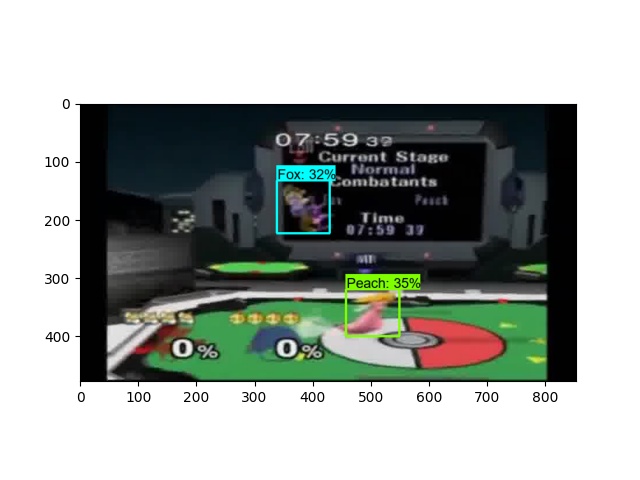 0
100
200
300
400
07:59 39
Current Stage
Normal
Combatants
Fox: 32%
Fox Peach
Time
07:59 39
Peach: 35%
0% 0%
0 100 200 300 400 500 600 700 800